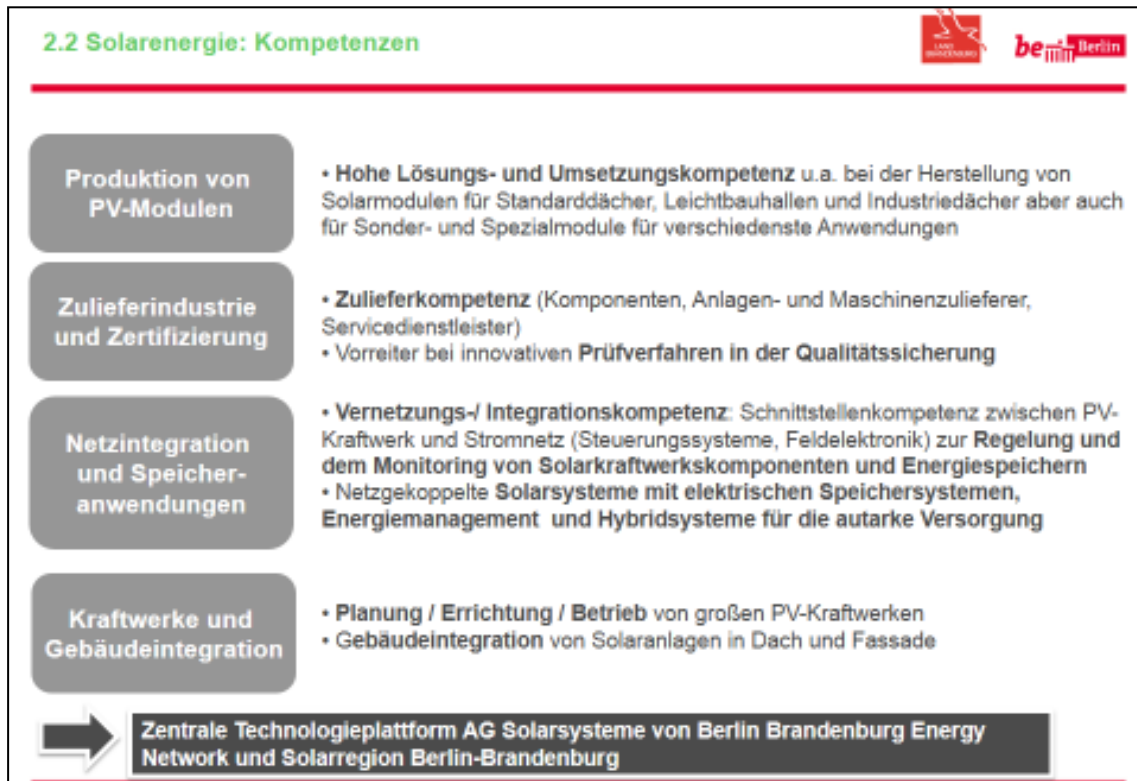 2.2 Solarenergie: Kompetenzen
LAND
BRANDENBURG
be Berlin
Produktion von
PV-Modulen
• Hohe Lösungs- und Umsetzungskompetenz u.a. bei der Herstellung von
Solarmodulen für Standarddächer, Leichtbauhallen und Industriedächer aber auch
für Sonder- und Spezialmodule für verschiedenste Anwendungen
Zulieferindustrie
und Zertifizierung
• Zulieferkompetenz (Komponenten, Anlagen- und Maschinenzulieferer,
Servicedienstleister)
• Vorreiter bei innovativen Prüfverfahren in der Qualitätssicherung
Netzintegration
und Speicher-
anwendungen
• Vernetzungs-/ Integrationskompetenz: Schnittstellenkompetenz zwischen PV-
Kraftwerk und Stromnetz (Steuerungssysteme, Feldelektronik) zur Regelung und
dem Monitoring von Solarkraftwerkskomponenten und Energiespeichern
• Netzgekoppelte Solarsysteme mit elektrischen Speichersystemen,
Energiemanagement und Hybridsysteme für die autarke Versorgung
Kraftwerke und
Gebäudeintegration
• Planung / Errichtung / Betrieb von großen PV-Kraftwerken
• Gebäudeintegration von Solaranlagen in Dach und Fassade
Zentrale Technologieplattform AG Solarsysteme von Berlin Brandenburg Energy
Network und Solarregion Berlin-Brandenburg